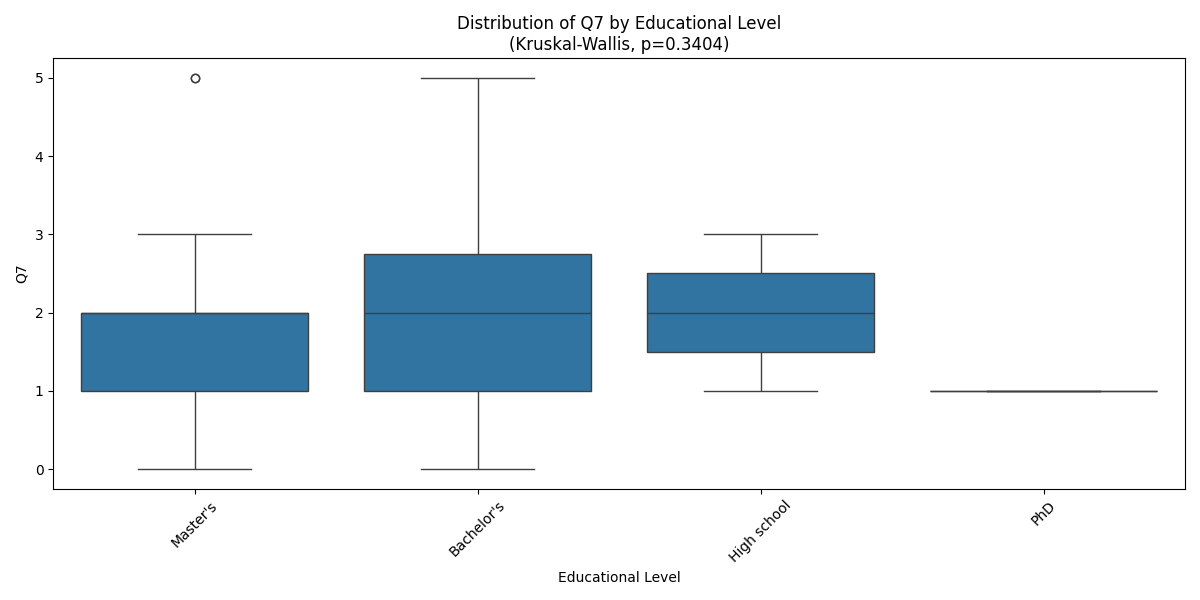 Distribution of Q7 by Educational Level
(Kruskal-Wallis, p=0.3404)
5
4
3
2
1
0
Q7
Master's
Bachelor's
High school
PhD
Educational Level